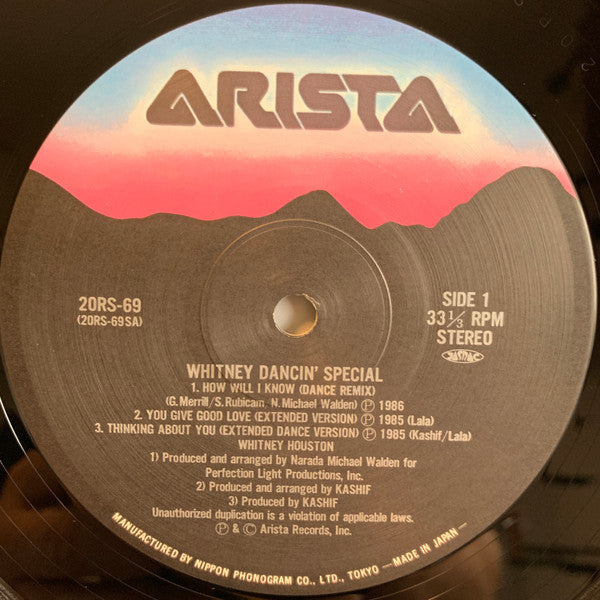 ARISTA
20RS-69
(20RS-69SA)
SIDE 1
33 1/3 RPM
STEREO
JASRAC
WHITNEY DANCIN' SPECIAL
1. HOW WILL I KNOW (DANCE REMIX)
(G. Merrill/S. Rubicam, N. Michael Walden) Ⓟ 1986
2. YOU GIVE GOOD LOVE (EXTENDED VERSION) Ⓟ 1985 (Lala)
3. THINKING ABOUT YOU (EXTENDED DANCE VERSION) Ⓟ 1985 (Kashif/Lala)
WHITNEY HOUSTON
1) Produced and arranged by Narada Michael Walden for
Perfection Light Productions, Inc.
2) Produced and arranged by KASHIF
3) Produced by KASHIF
Unauthorized duplication is a violation of applicable laws.
Ⓟ & © Arista Records, Inc.
MANUFACTURED BY NIPPON PHONOGRAM CO., LTD., TOKYO —MADE IN JAPAN—